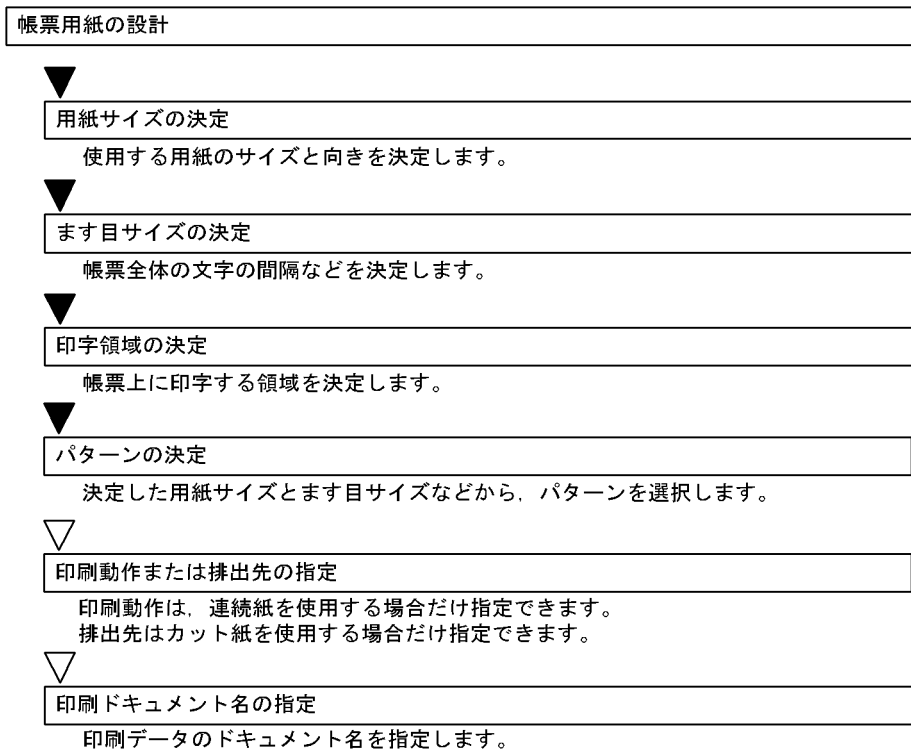 帳票用紙の設計
用紙サイズの決定
使用する用紙のサイズと向きを決定します。
ます目サイズの決定
帳票全体の文字の間隔などを決定します。
印字領域の決定
帳票上に印字する領域を決定します。
パターンの決定
決定した用紙サイズとます目サイズなどから，パターンを選択します。
印刷動作または排出先の指定
印刷動作は，連続紙を使用する場合だけ指定できます。
排出先はカット紙を使用する場合だけ指定できます。
印刷ドキュメント名の指定
印刷データのドキュメント名を指定します。